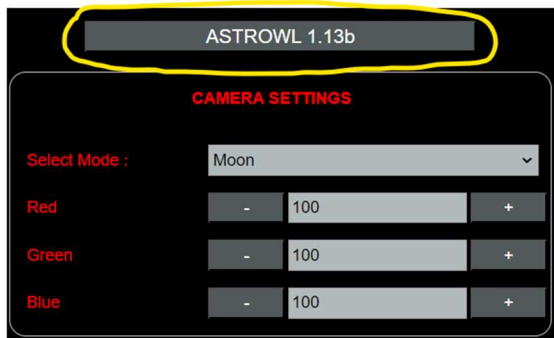 ASTROWL 1.13b
CAMERA SETTINGS
Select Mode : Moon
Red - 100 +
Green - 100 +
Blue - 100 +